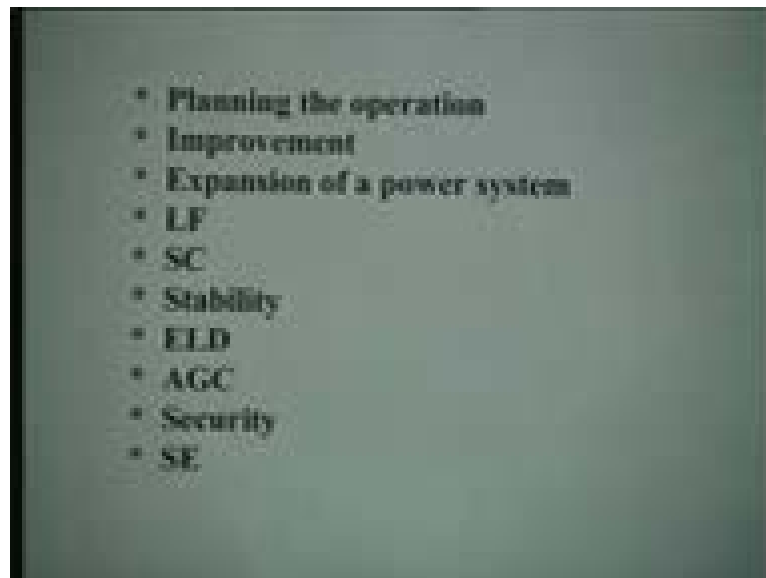 * Planning the operation
* Improvement
* Expansion of a power system
* LF
* SC
* Stability
* ELD
* AGC
* Security
* SE